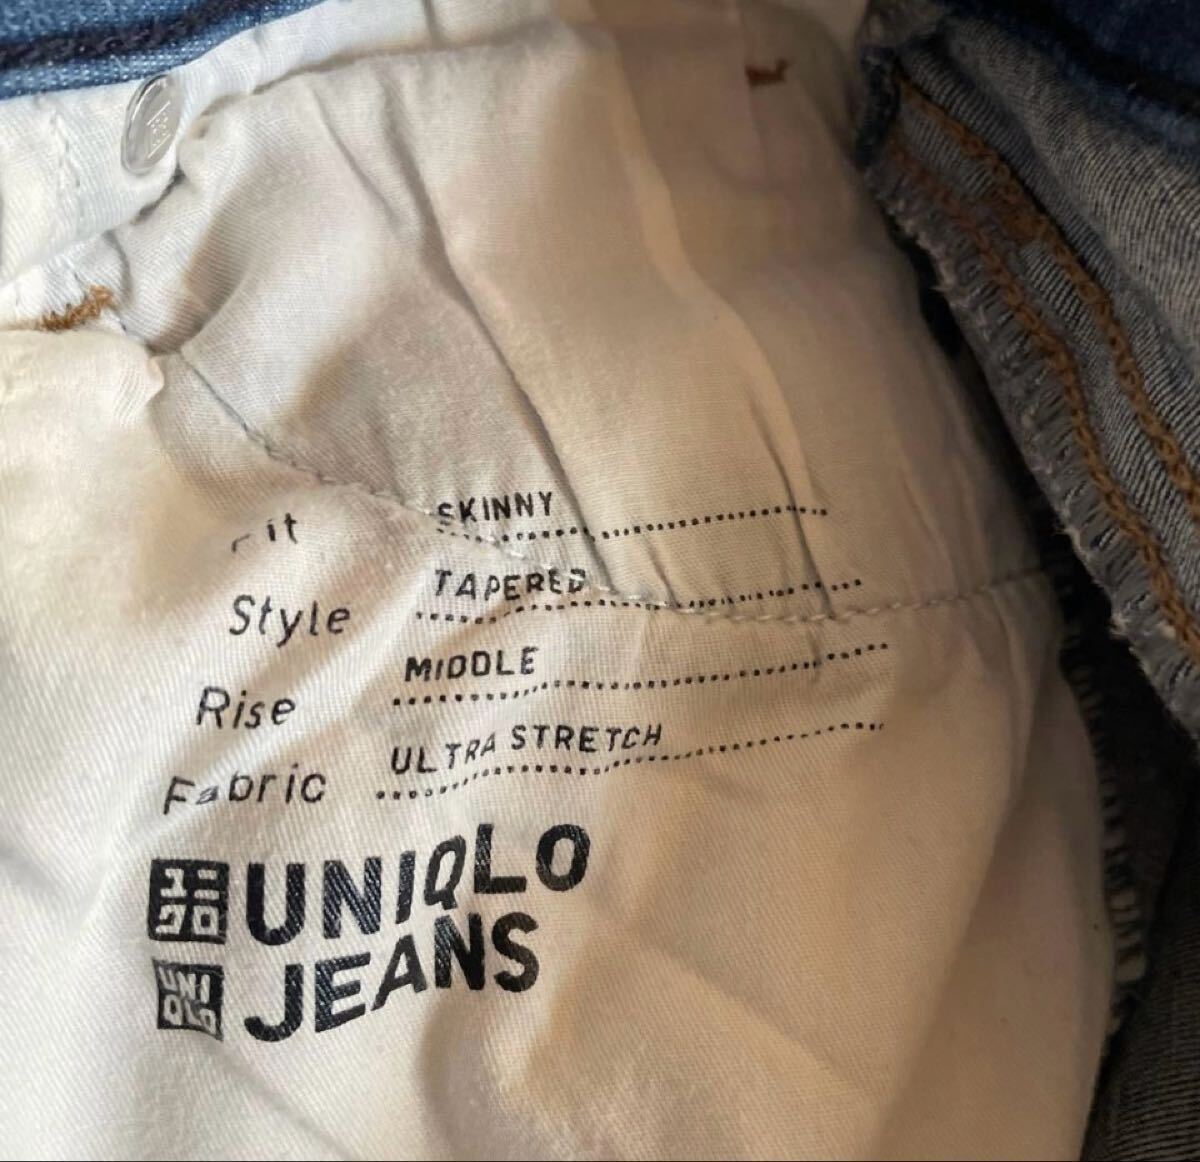 Fit SKINNY
Style TAPERED
Rise MIDDLE
Fabric ULTRA STRETCH
ユニクロ UNIQLO
UNIQLO JEANS